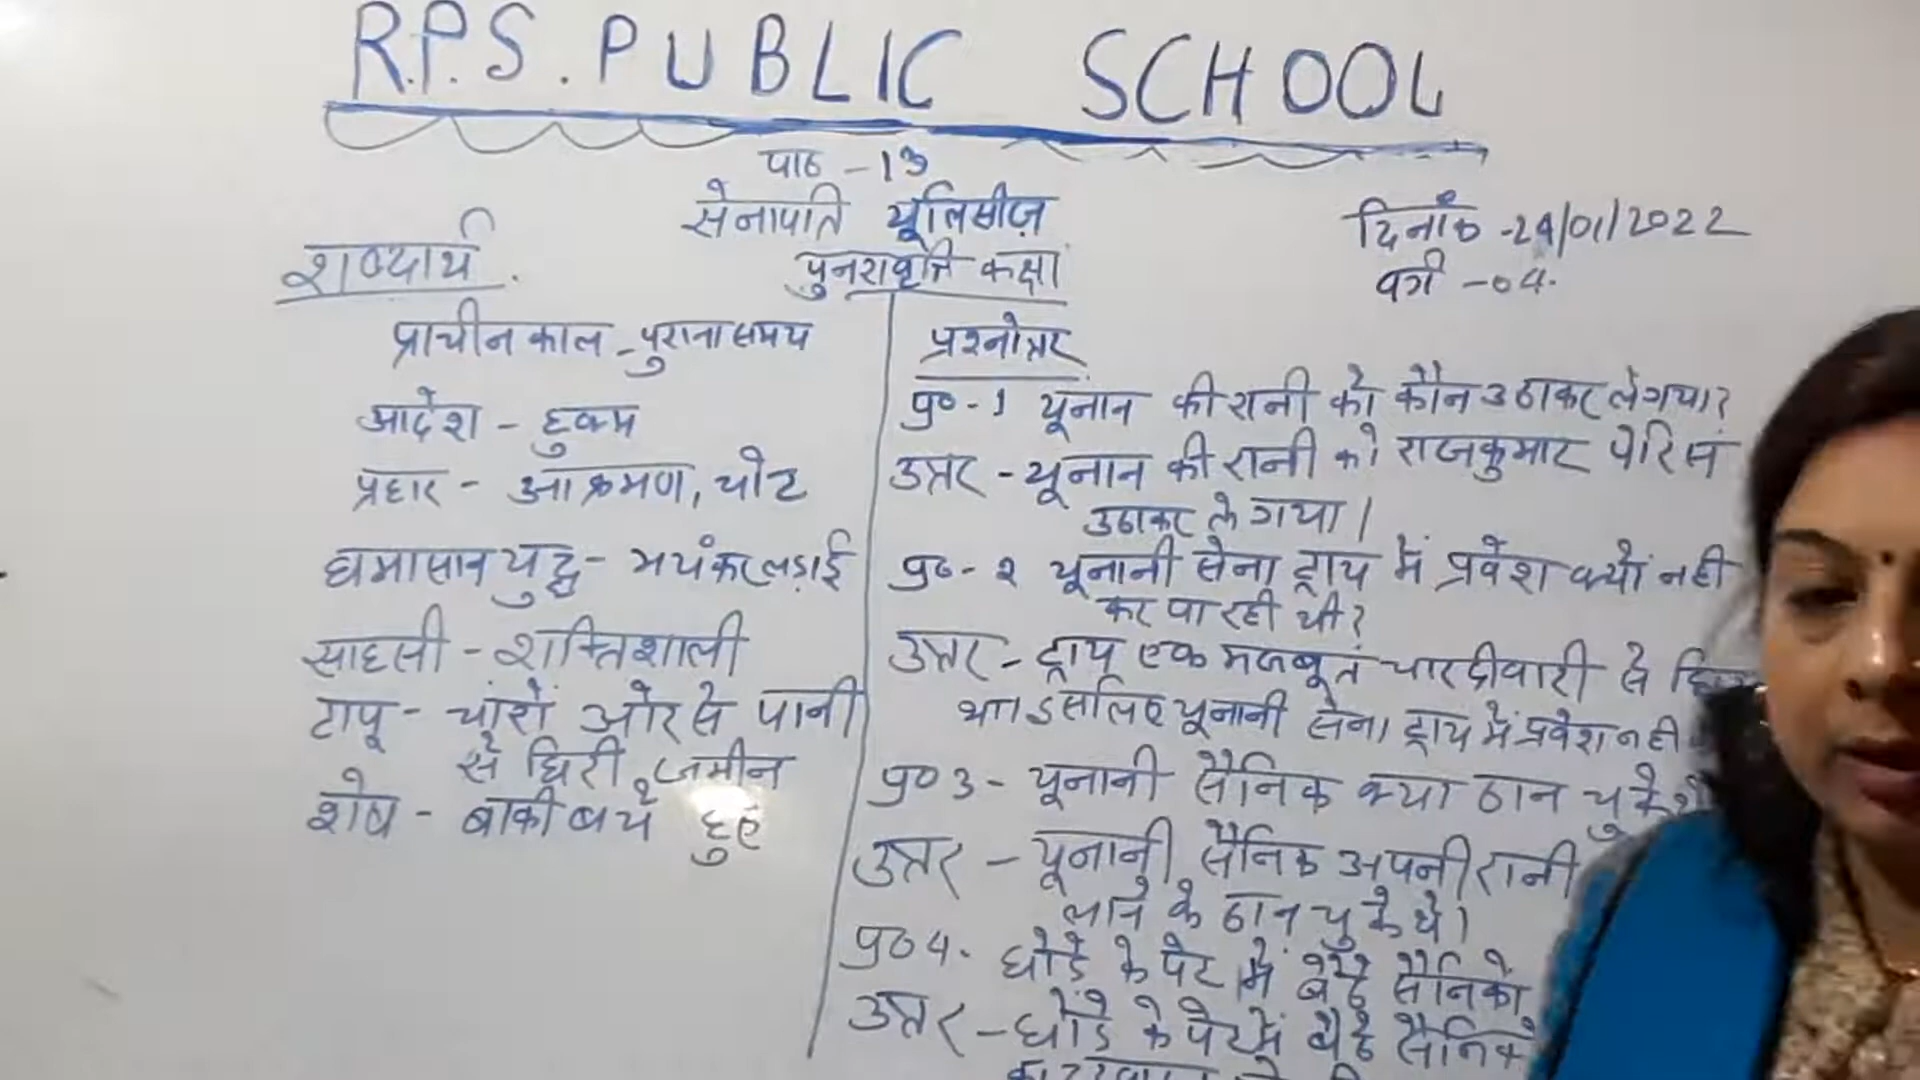 R.P.S. PUBLIC SCHOOL
पाठ - 13
सेनापति यूलिसीज़
पुनरावृत्ति कक्षा
दिनाँक - 24/01/2022
वर्ग - 04.
शब्दार्थ.
प्राचीन काल - पुराना समय
आदेश - हुक्म
प्रहार - आक्रमण, चोट
घमासान युद्ध - भयंकर लड़ाई
साहसी - शक्तिशाली
टापू - चांरों ओर से पानी
से घिरी जमीन
शेष - बाकी बचे हुए
प्रश्नोत्तर
प्र०-1 यूनान की रानी को कौन उठाकर ले गया?
उत्तर - यूनान की रानी को राजकुमार पेरिस
उठाकर ले गया।
प्र०-2 यूनानी सेना ट्राय में प्रवेश क्यों नही
कर पा रही थी?
उत्तर - ट्राय एक मजबूत चारदीवारी से
था। इसलिए यूनानी सेना ट्राय में प्रवेश नही
प्र० 3 - यूनानी सैनिक क्या ठान चुके थे
उत्तर - यूनानी सैनिक अपनी रानी
लाने के ठान चुके थे।
प्र० 4. घोडे के पेट में बैठे सैनिको
उत्तर - घोडे के पेट में बैठे सैनिक